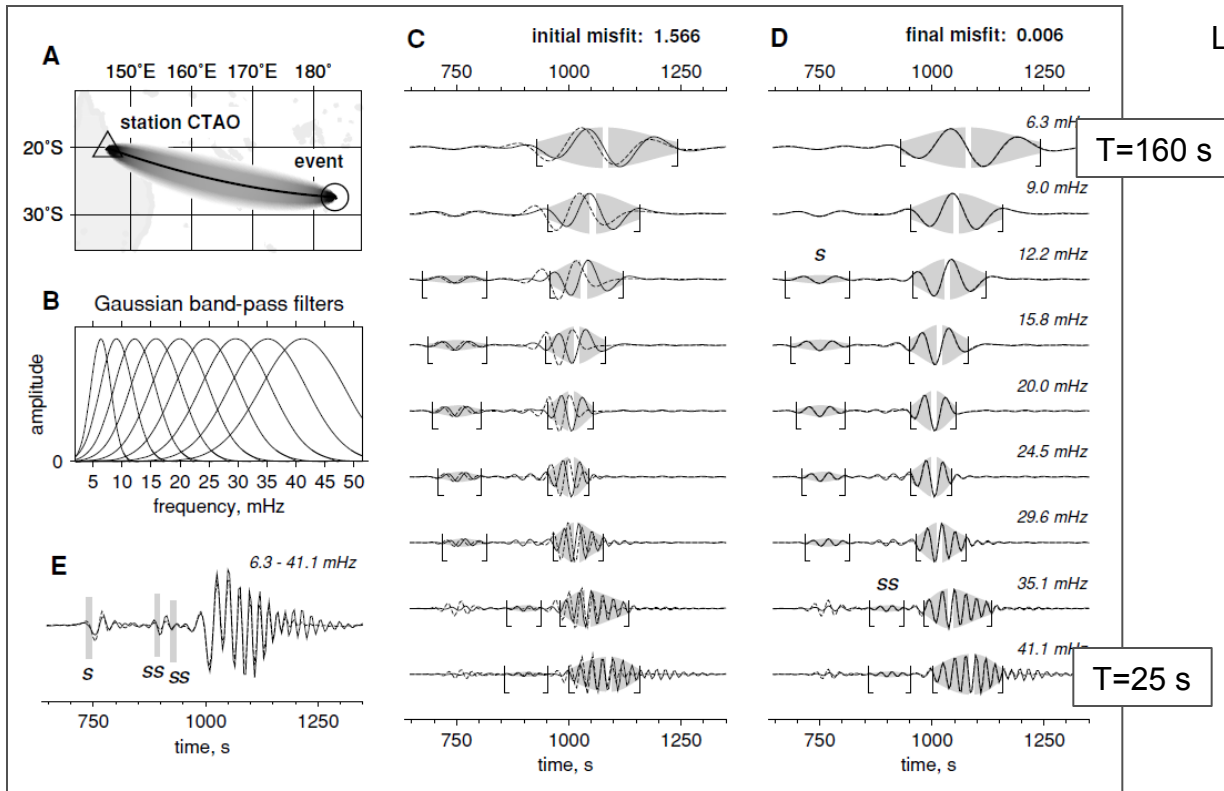 A
150°E 160°E 170°E 180°
station CTAO
event
20°S
30°S
B Gaussian band-pass filters
amplitude
0
5 10 15 20 25 30 35 40 45 50
frequency, mHz
E 6.3 - 41.1 mHz
S SS SS
750 1000 1250
time, s
C initial misfit: 1.566
750 1000 1250
750 1000 1250
time, s
D final misfit: 0.006
750 1000 1250
6.3 mHz
9.0 mHz
S 12.2 mHz
15.8 mHz
20.0 mHz
24.5 mHz
29.6 mHz
SS 35.1 mHz
41.1 mHz
750 1000 1250
time, s
T=160 s
T=25 s
L